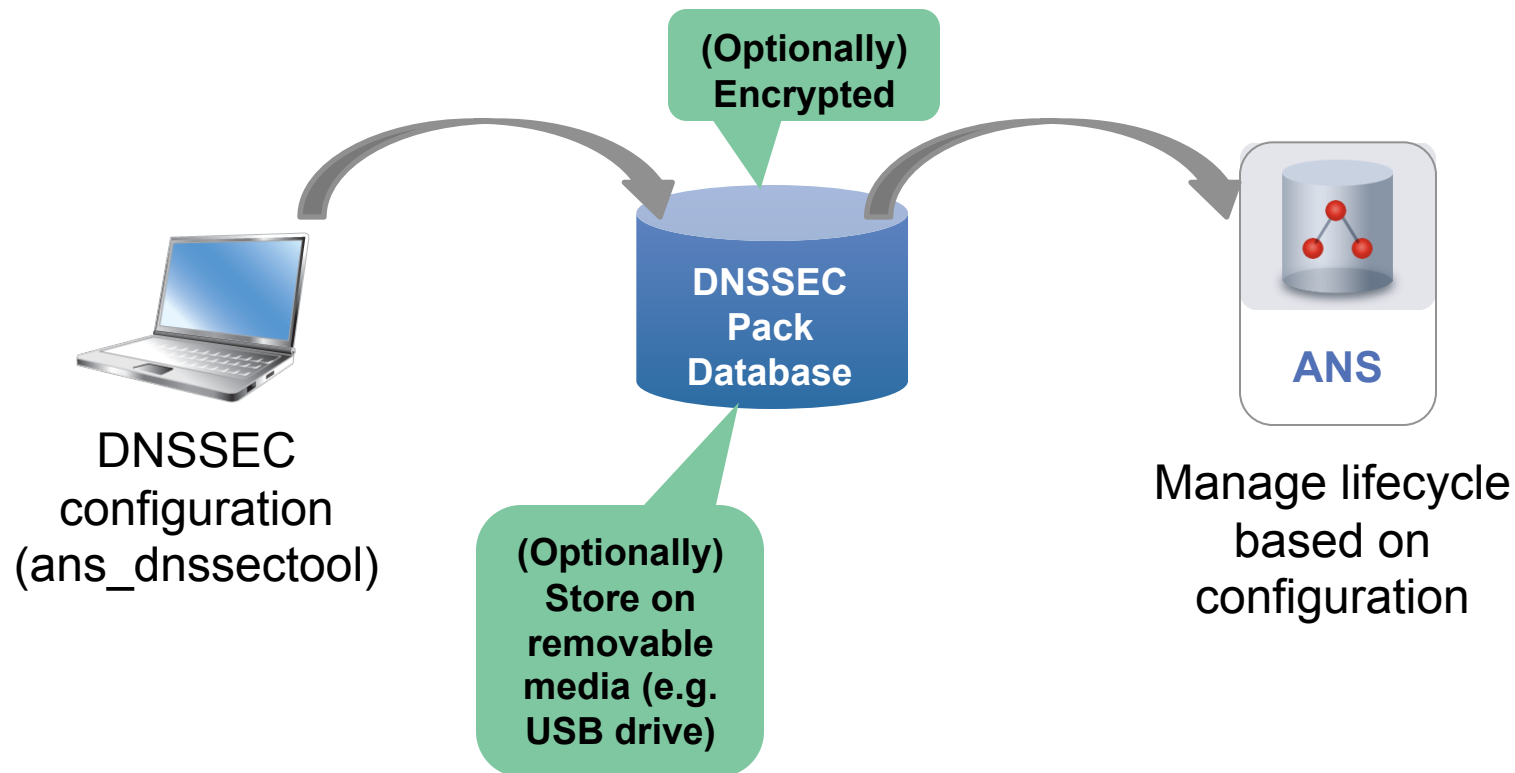 (Optionally)
Encrypted
DNSSEC
Pack
Database
ANS
DNSSEC
configuration
(ans_dnssectool)
(Optionally)
Store on
removable
media (e.g.
USB drive)
Manage lifecycle
based on
configuration